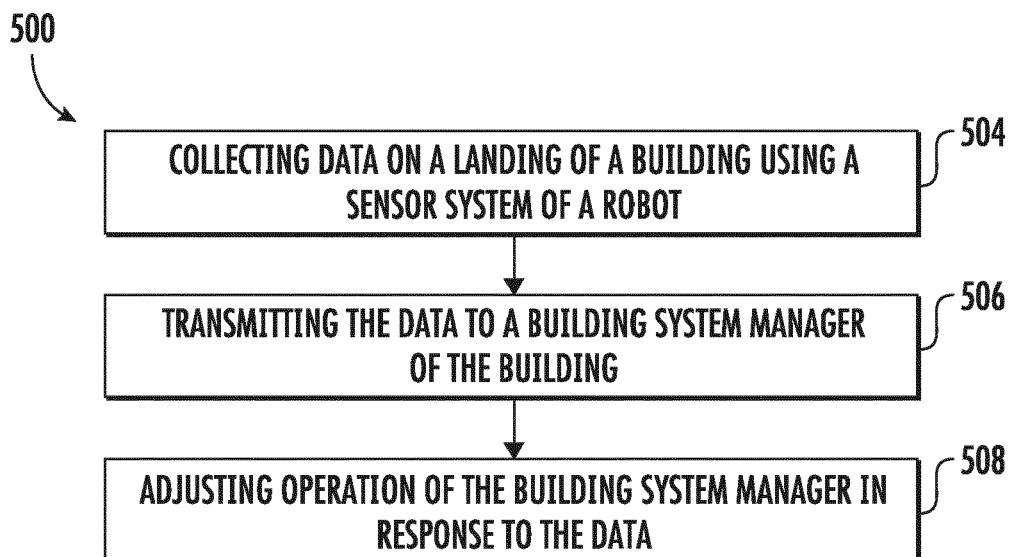 500
504
COLLECTING DATA ON A LANDING OF A BUILDING USING A
SENSOR SYSTEM OF A ROBOT
506
TRANSMITTING THE DATA TO A BUILDING SYSTEM MANAGER
OF THE BUILDING
508
ADJUSTING OPERATION OF THE BUILDING SYSTEM MANAGER IN
RESPONSE TO THE DATA